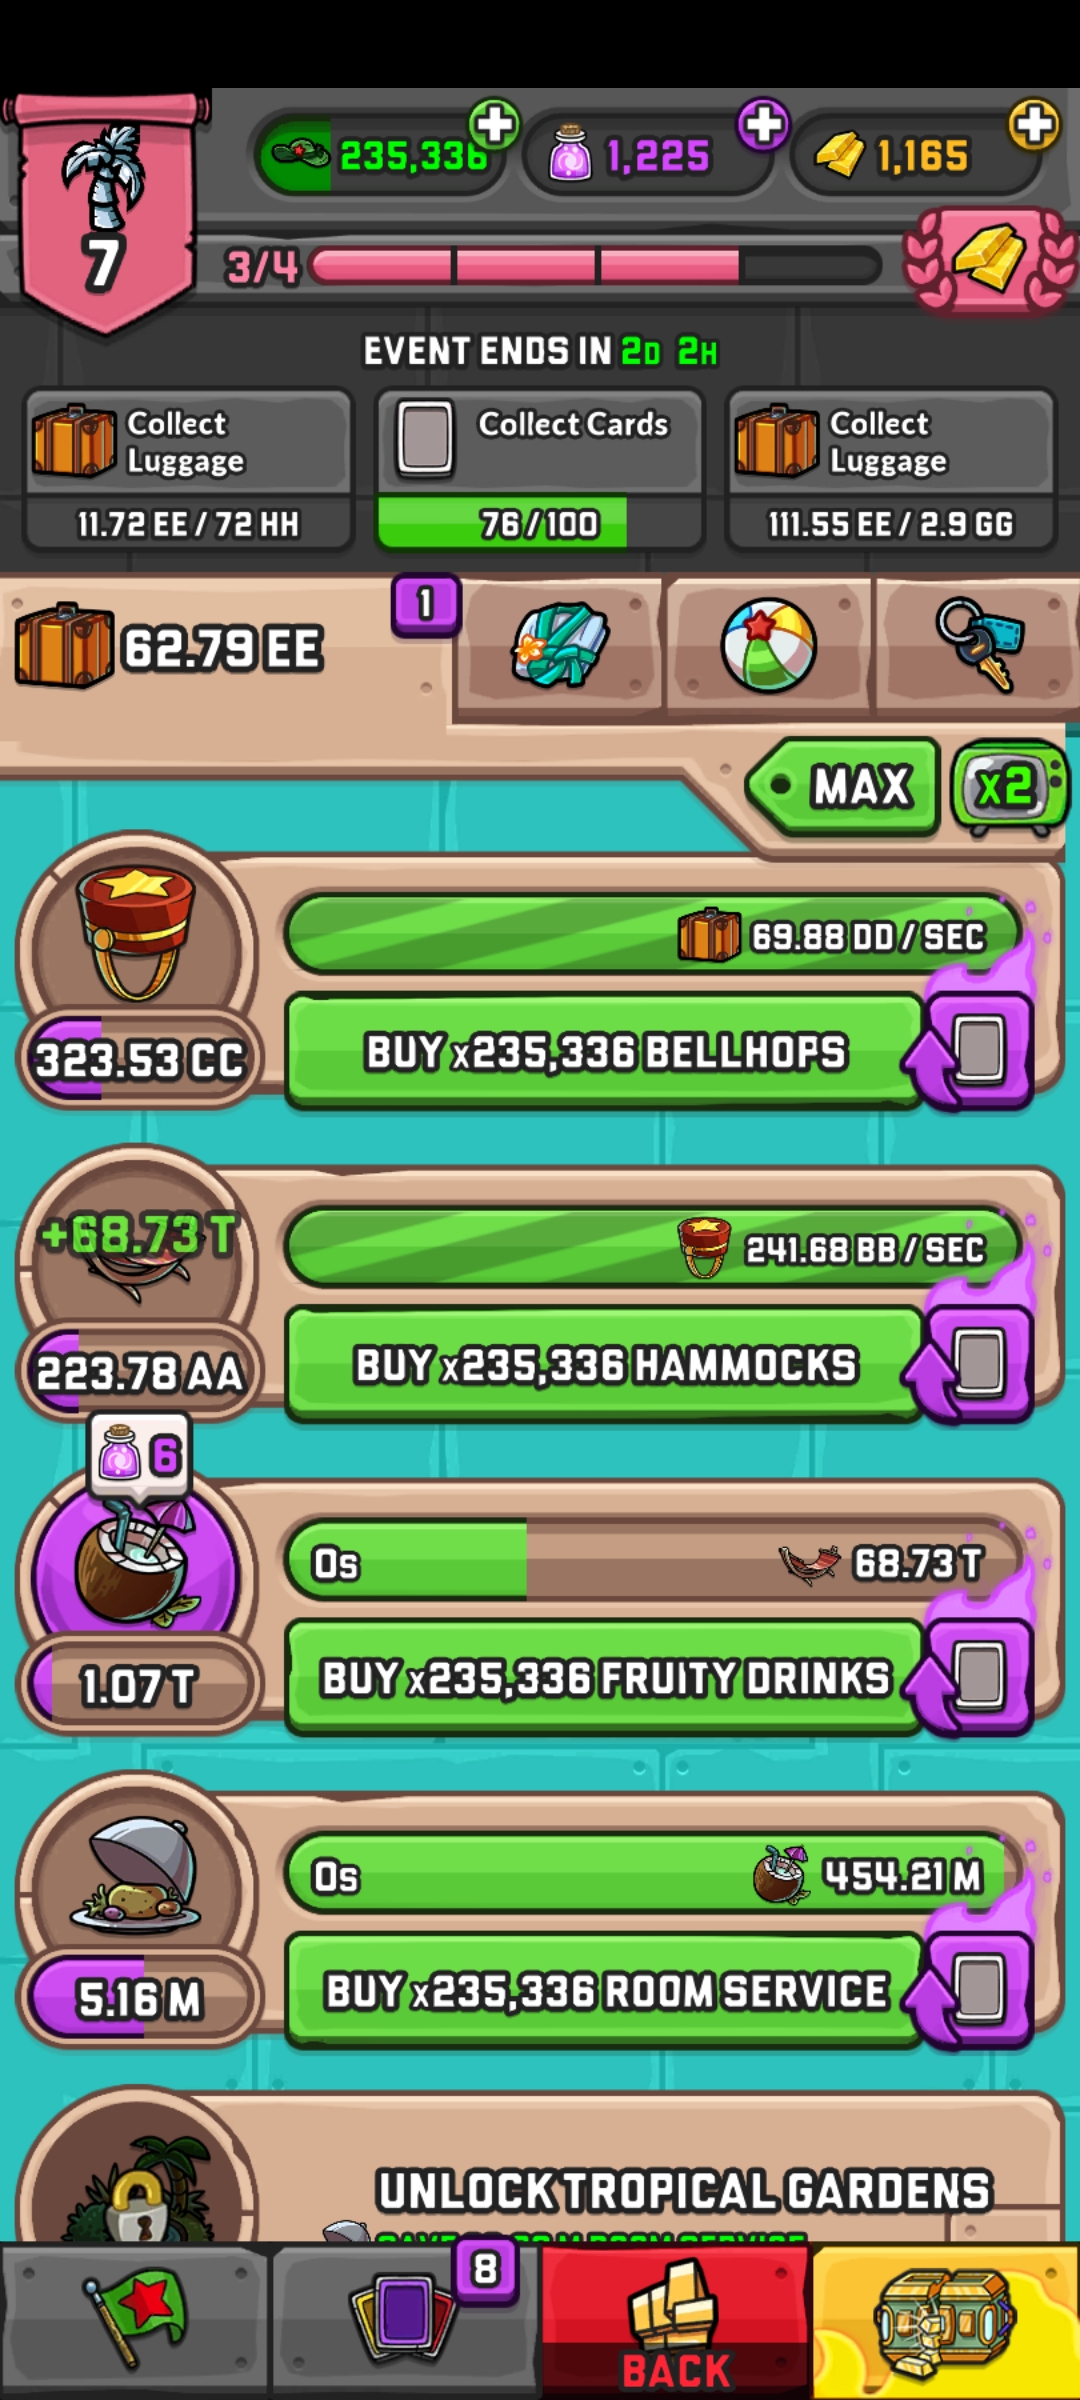 7
235,336
1,225
1,165
3/4
EVENT ENDS IN 2D 2H
Collect Luggage
11.72 EE / 72 HH
Collect Cards
76/100
Collect Luggage
111.55 EE / 2.9 GG
62.79 EE
1
MAX
x2
69.88 DD / SEC
323.53 CC
BUY x235,336 BELLHOPS
+68.73 T
241.68 BB / SEC
223.78 AA
BUY x235,336 HAMMOCKS
6
0s
68.73 T
1.07 T
BUY x235,336 FRUITY DRINKS
0s
454.21 M
5.16 M
BUY x235,336 ROOM SERVICE
UNLOCK TROPICAL GARDENS
ROOM SERVICE
8
BACK